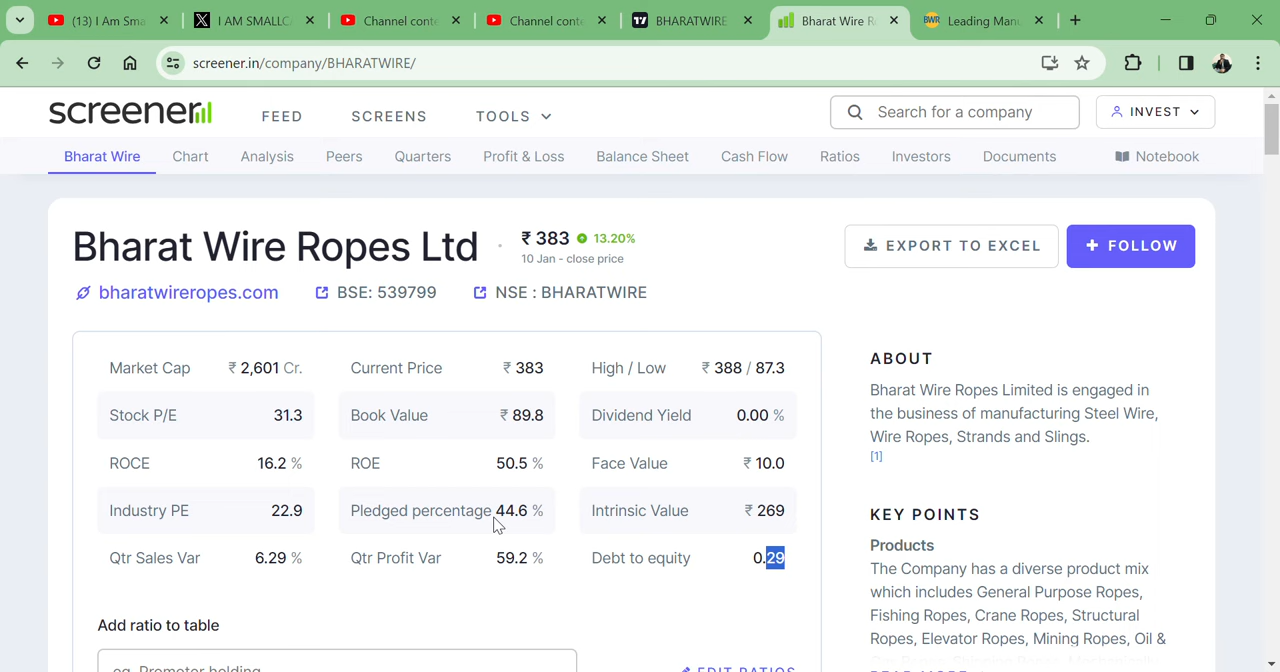 (13) I Am Sma
I AM SMALLC
Channel conte
Channel conte
BHARATWIRE
Bharat Wire R
BWR Leading Man
screener.in/company/BHARATWIRE/
screener
FEED
SCREENS
TOOLS
Search for a company
INVEST
Bharat Wire
Chart
Analysis
Peers
Quarters
Profit & Loss
Balance Sheet
Cash Flow
Ratios
Investors
Documents
Notebook
Bharat Wire Ropes Ltd
₹ 383 13.20%
10 Jan - close price
EXPORT TO EXCEL
+ FOLLOW
bharatwireropes.com
BSE: 539799
NSE : BHARATWIRE
Market Cap ₹ 2,601 Cr.
Current Price ₹ 383
High / Low ₹ 388 / 87.3
Stock P/E 31.3
Book Value ₹ 89.8
Dividend Yield 0.00 %
ROCE 16.2 %
ROE 50.5 %
Face Value ₹ 10.0
Industry PE 22.9
Pledged percentage 44.6 %
Intrinsic Value ₹ 269
Qtr Sales Var 6.29 %
Qtr Profit Var 59.2 %
Debt to equity 0.29
Add ratio to table
eg. Promoter holding
EDIT RATIOS
ABOUT
Bharat Wire Ropes Limited is engaged in
the business of manufacturing Steel Wire,
Wire Ropes, Strands and Slings.
[1]
KEY POINTS
Products
The Company has a diverse product mix
which includes General Purpose Ropes,
Fishing Ropes, Crane Ropes, Structural
Ropes, Elevator Ropes, Mining Ropes, Oil &